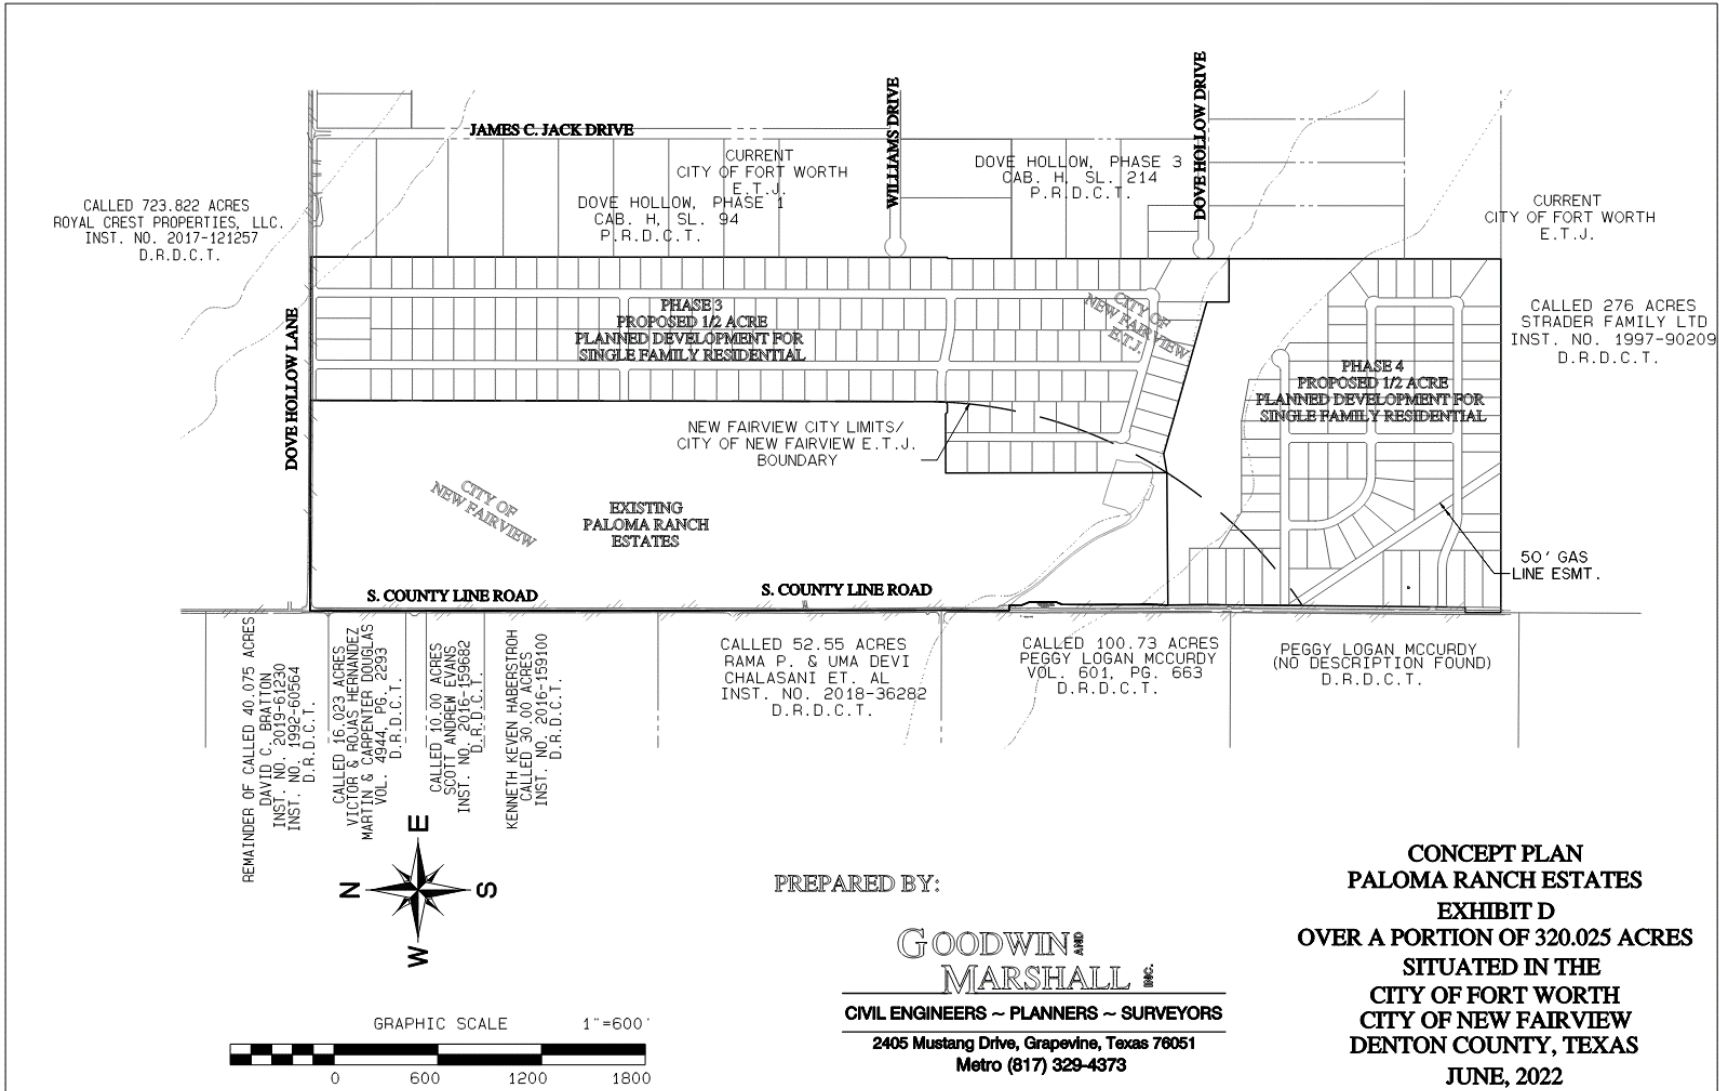 JAMES C. JACK DRIVE
WILLIAMS DRIVE
DOVE HOLLOW DRIVE
CURRENT
CITY OF FORT WORTH
E.T.J.
DOVE HOLLOW, PHASE 1
CAB. H, SL. 94
P.R.D.C.T.
DOVE HOLLOW, PHASE 3
CAB. H, SL. 214
P.R.D.C.T.
CALLED 723.822 ACRES
ROYAL CREST PROPERTIES, LLC.
INST. NO. 2017-121257
D.R.D.C.T.
CURRENT
CITY OF FORT WORTH
E.T.J.
CALLED 276 ACRES
STRADER FAMILY LTD
INST. NO. 1997-90209
D.R.D.C.T.
DOVE HOLLOW LANE
PHASE 3
PROPOSED 1/2 ACRE
PLANNED DEVELOPMENT FOR
SINGLE FAMILY RESIDENTIAL
CITY OF
NEW FAIRVIEW
E.T.J.
PHASE 4
PROPOSED 1/2 ACRE
PLANNED DEVELOPMENT FOR
SINGLE FAMILY RESIDENTIAL
NEW FAIRVIEW CITY LIMITS/
CITY OF NEW FAIRVIEW E.T.J.
BOUNDARY
CITY OF
NEW FAIRVIEW
EXISTING
PALOMA RANCH
ESTATES
50' GAS
LINE ESMT.
S. COUNTY LINE ROAD
S. COUNTY LINE ROAD
REMAINDER OF CALLED 40.075 ACRES
DAVID C. BRATTON
INST. NO. 2019-61230
INST. NO. 1992-60564
D.R.D.C.T.
CALLED 16.023 ACRES
VICTOR & ROJAS HERNANDEZ
MARTIN & CARPENTER DOUGLAS
VOL. 4944, PG. 2293
D.R.D.C.T.
CALLED 10.00 ACRES
SCOTT ANDREW EVANS
INST. NO. 2016-159682
D.R.D.C.T.
KENNETH KEVEN HABERSTROH
CALLED 30.00 ACRES
INST. NO. 2016-159100
D.R.D.C.T.
CALLED 52.55 ACRES
RAMA P. & UMA DEVI
CHALASANI ET. AL
INST. NO. 2018-36282
D.R.D.C.T.
CALLED 100.73 ACRES
PEGGY LOGAN MCCURDY
VOL. 601, PG. 663
D.R.D.C.T.
PEGGY LOGAN MCCURDY
(NO DESCRIPTION FOUND)
D.R.D.C.T.
E
N
S
W
GRAPHIC SCALE 1"=600'
0 600 1200 1800
PREPARED BY:
GOODWIN AND
MARSHALL INC.
CIVIL ENGINEERS ~ PLANNERS ~ SURVEYORS
2405 Mustang Drive, Grapevine, Texas 76051
Metro (817) 329-4373
CONCEPT PLAN
PALOMA RANCH ESTATES
EXHIBIT D
OVER A PORTION OF 320.025 ACRES
SITUATED IN THE
CITY OF FORT WORTH
CITY OF NEW FAIRVIEW
DENTON COUNTY, TEXAS
JUNE, 2022